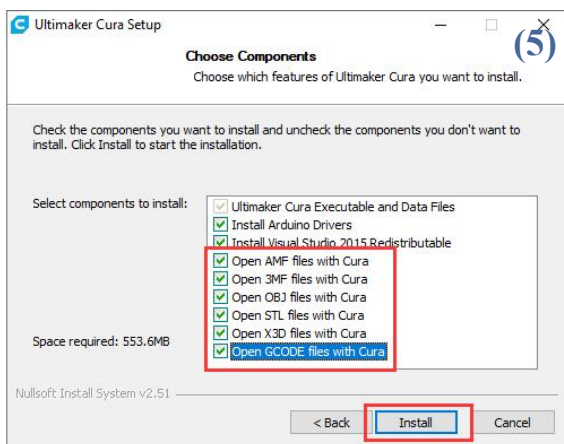 Ultimaker Cura Setup
(5)
Choose Components
Choose which features of Ultimaker Cura you want to install.
Check the components you want to install and uncheck the components you don't want to
install. Click Install to start the installation.
Select components to install:
Ultimaker Cura Executable and Data Files
Install Arduino Drivers
Install Visual Studio 2015 Redistributable
Open AMF files with Cura
Open 3MF files with Cura
Open OBJ files with Cura
Open STL files with Cura
Open X3D files with Cura
Open GCODE files with Cura
Space required: 553.6MB
Nullsoft Install System v2.51
< Back
Install
Cancel